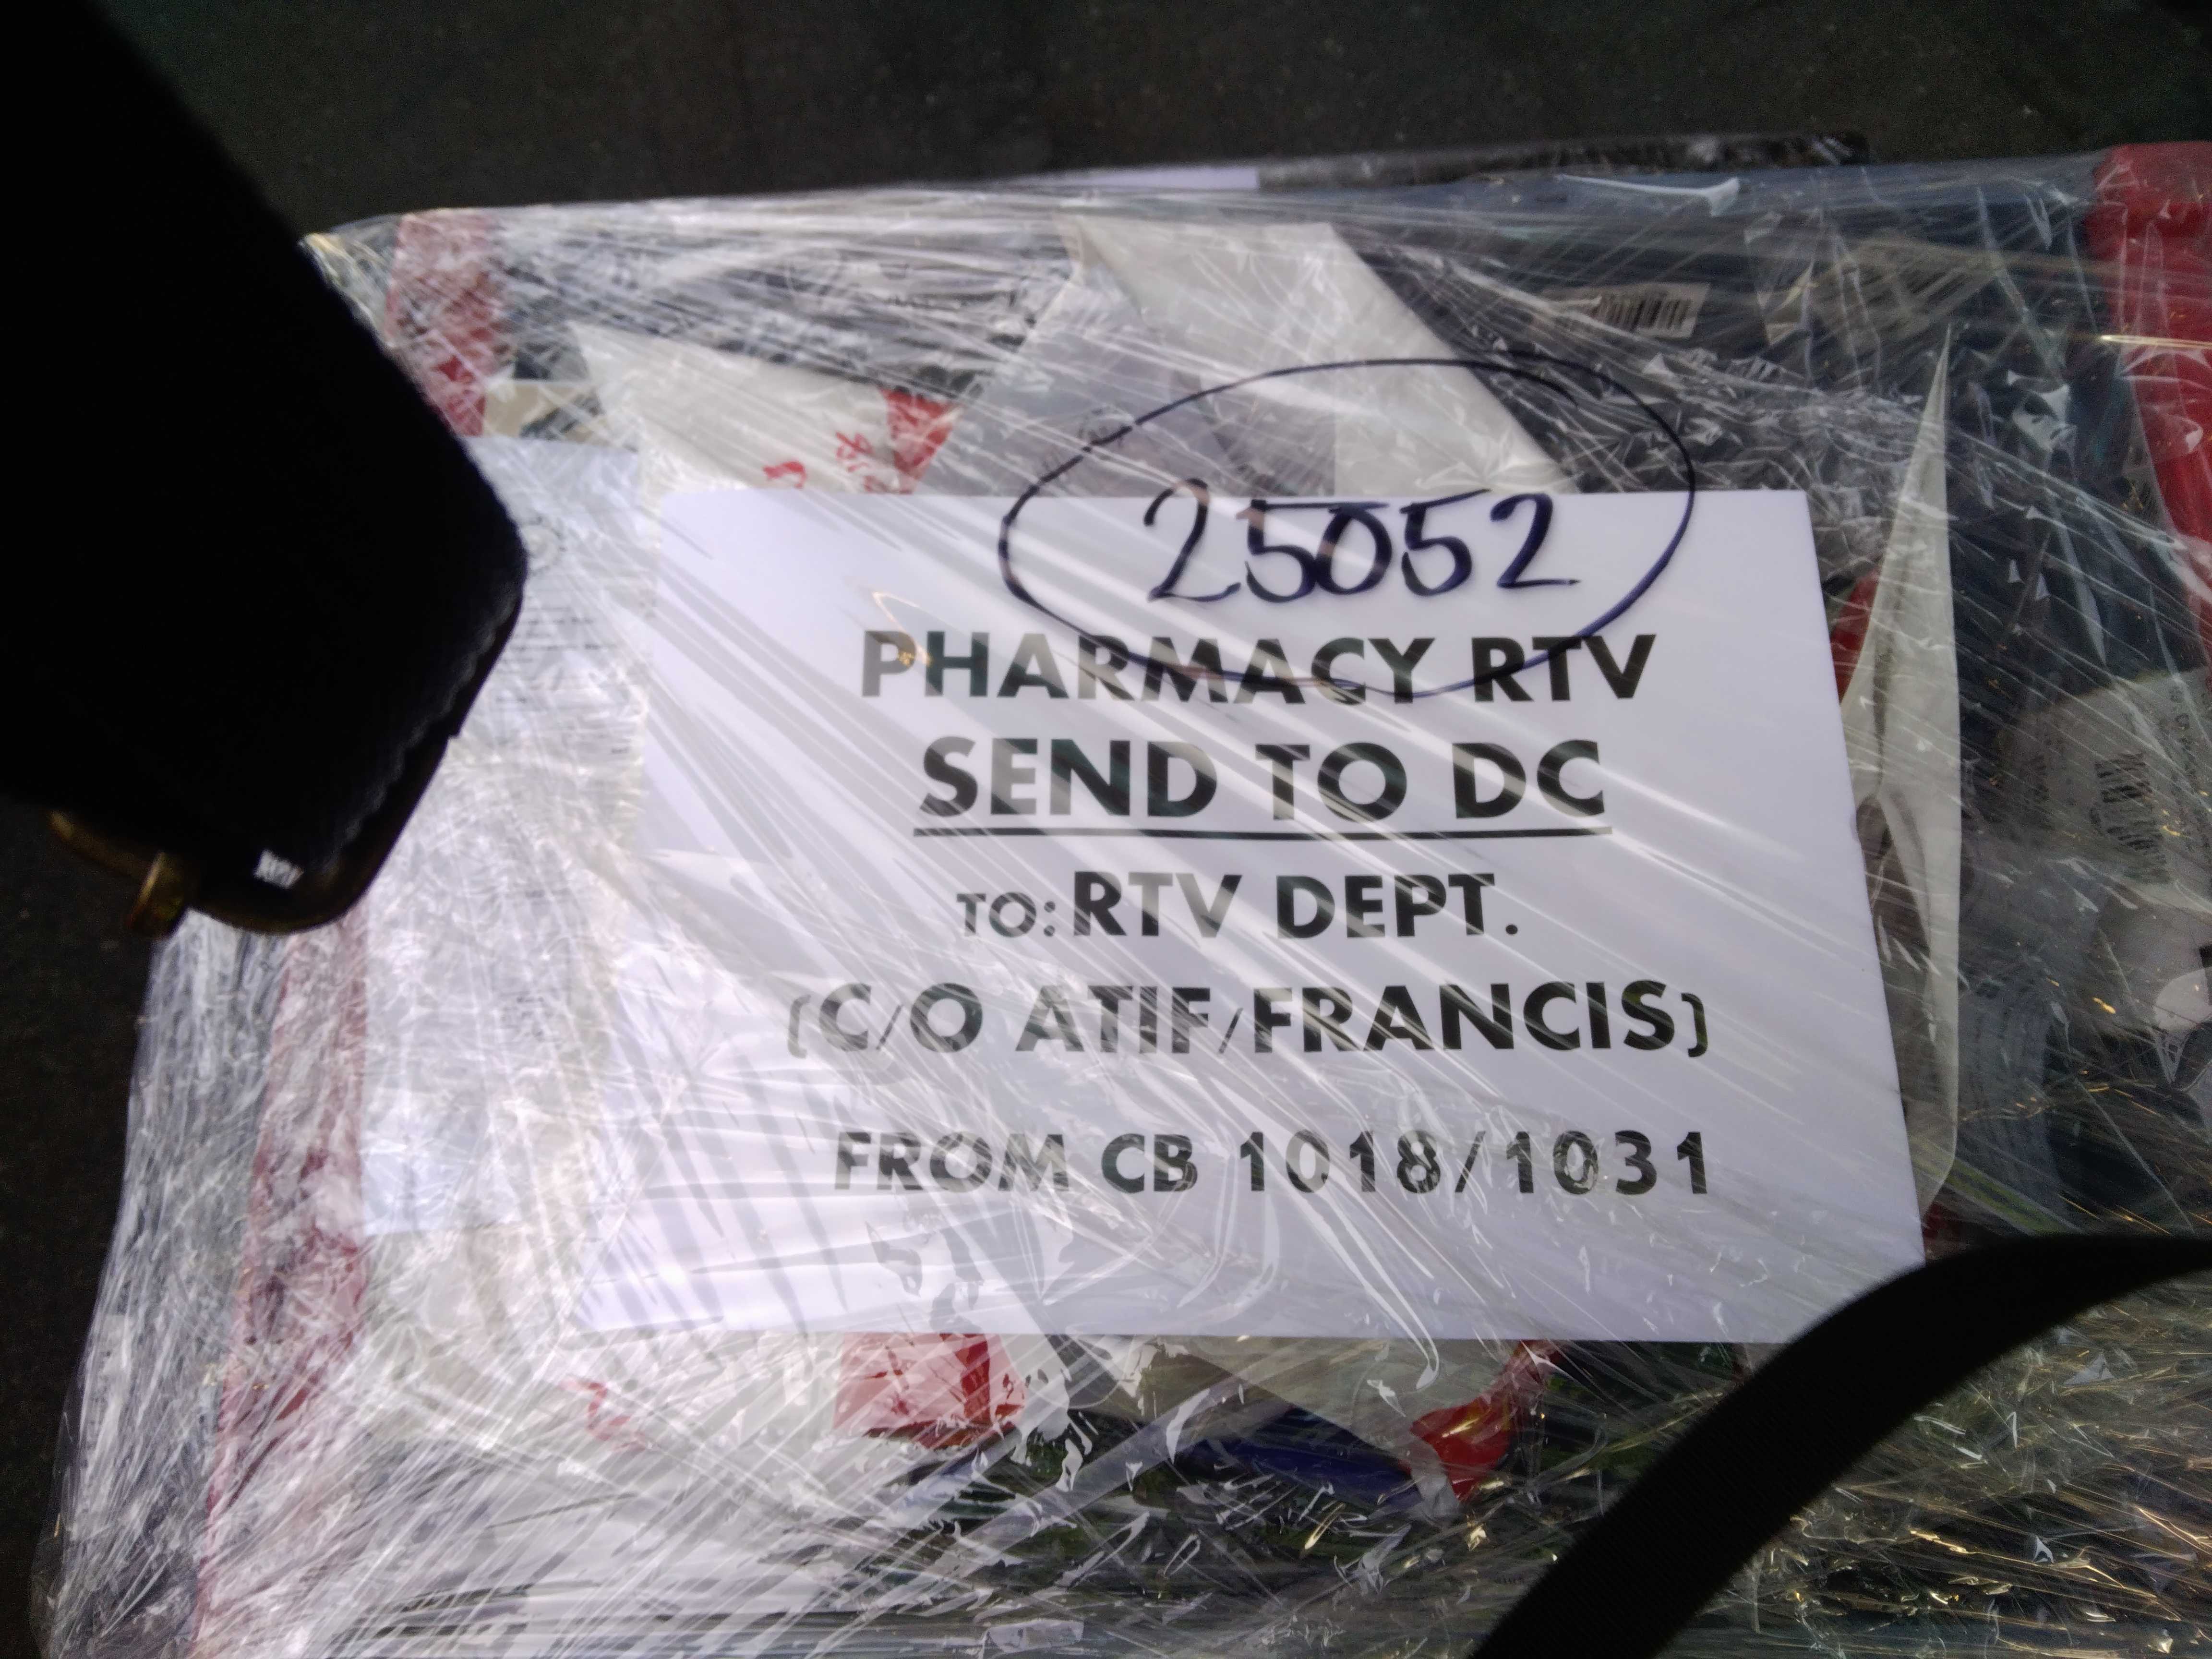 25052
PHARMACY RTV
SEND TO DC
TO: RTV DEPT.
(C/O ATIF/FRANCIS)
FROM CB 1018/1031